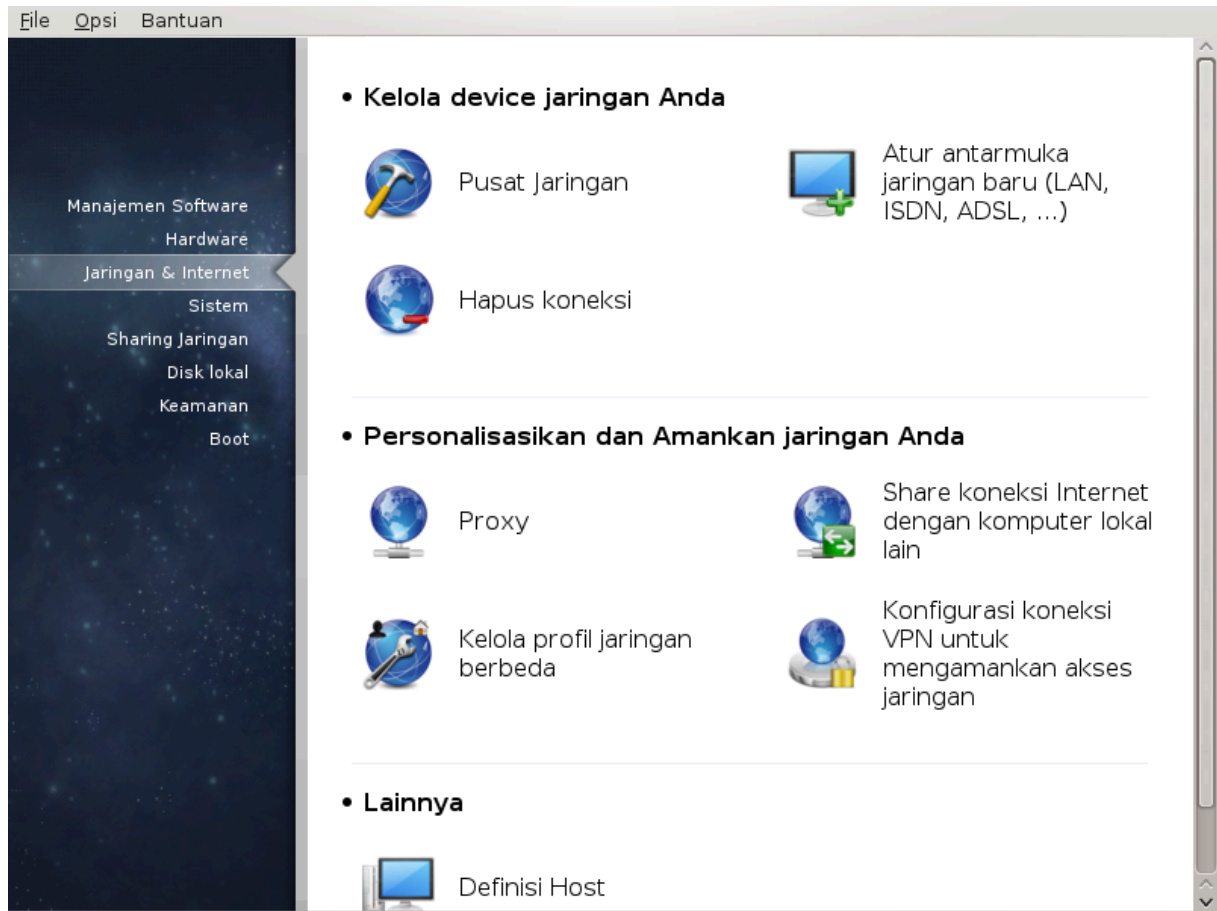 File Opsi Bantuan
Manajemen Software
Hardware
Jaringan & Internet
Sistem
Sharing Jaringan
Disk lokal
Keamanan
Boot
• Kelola device jaringan Anda
Pusat Jaringan
Atur antarmuka
jaringan baru (LAN,
ISDN, ADSL, ...)
Hapus koneksi
• Personalisasikan dan Amankan jaringan Anda
Proxy
Share koneksi Internet
dengan komputer lokal
lain
Kelola profil jaringan
berbeda
Konfigurasi koneksi
VPN untuk
mengamankan akses
jaringan
• Lainnya
Definisi Host